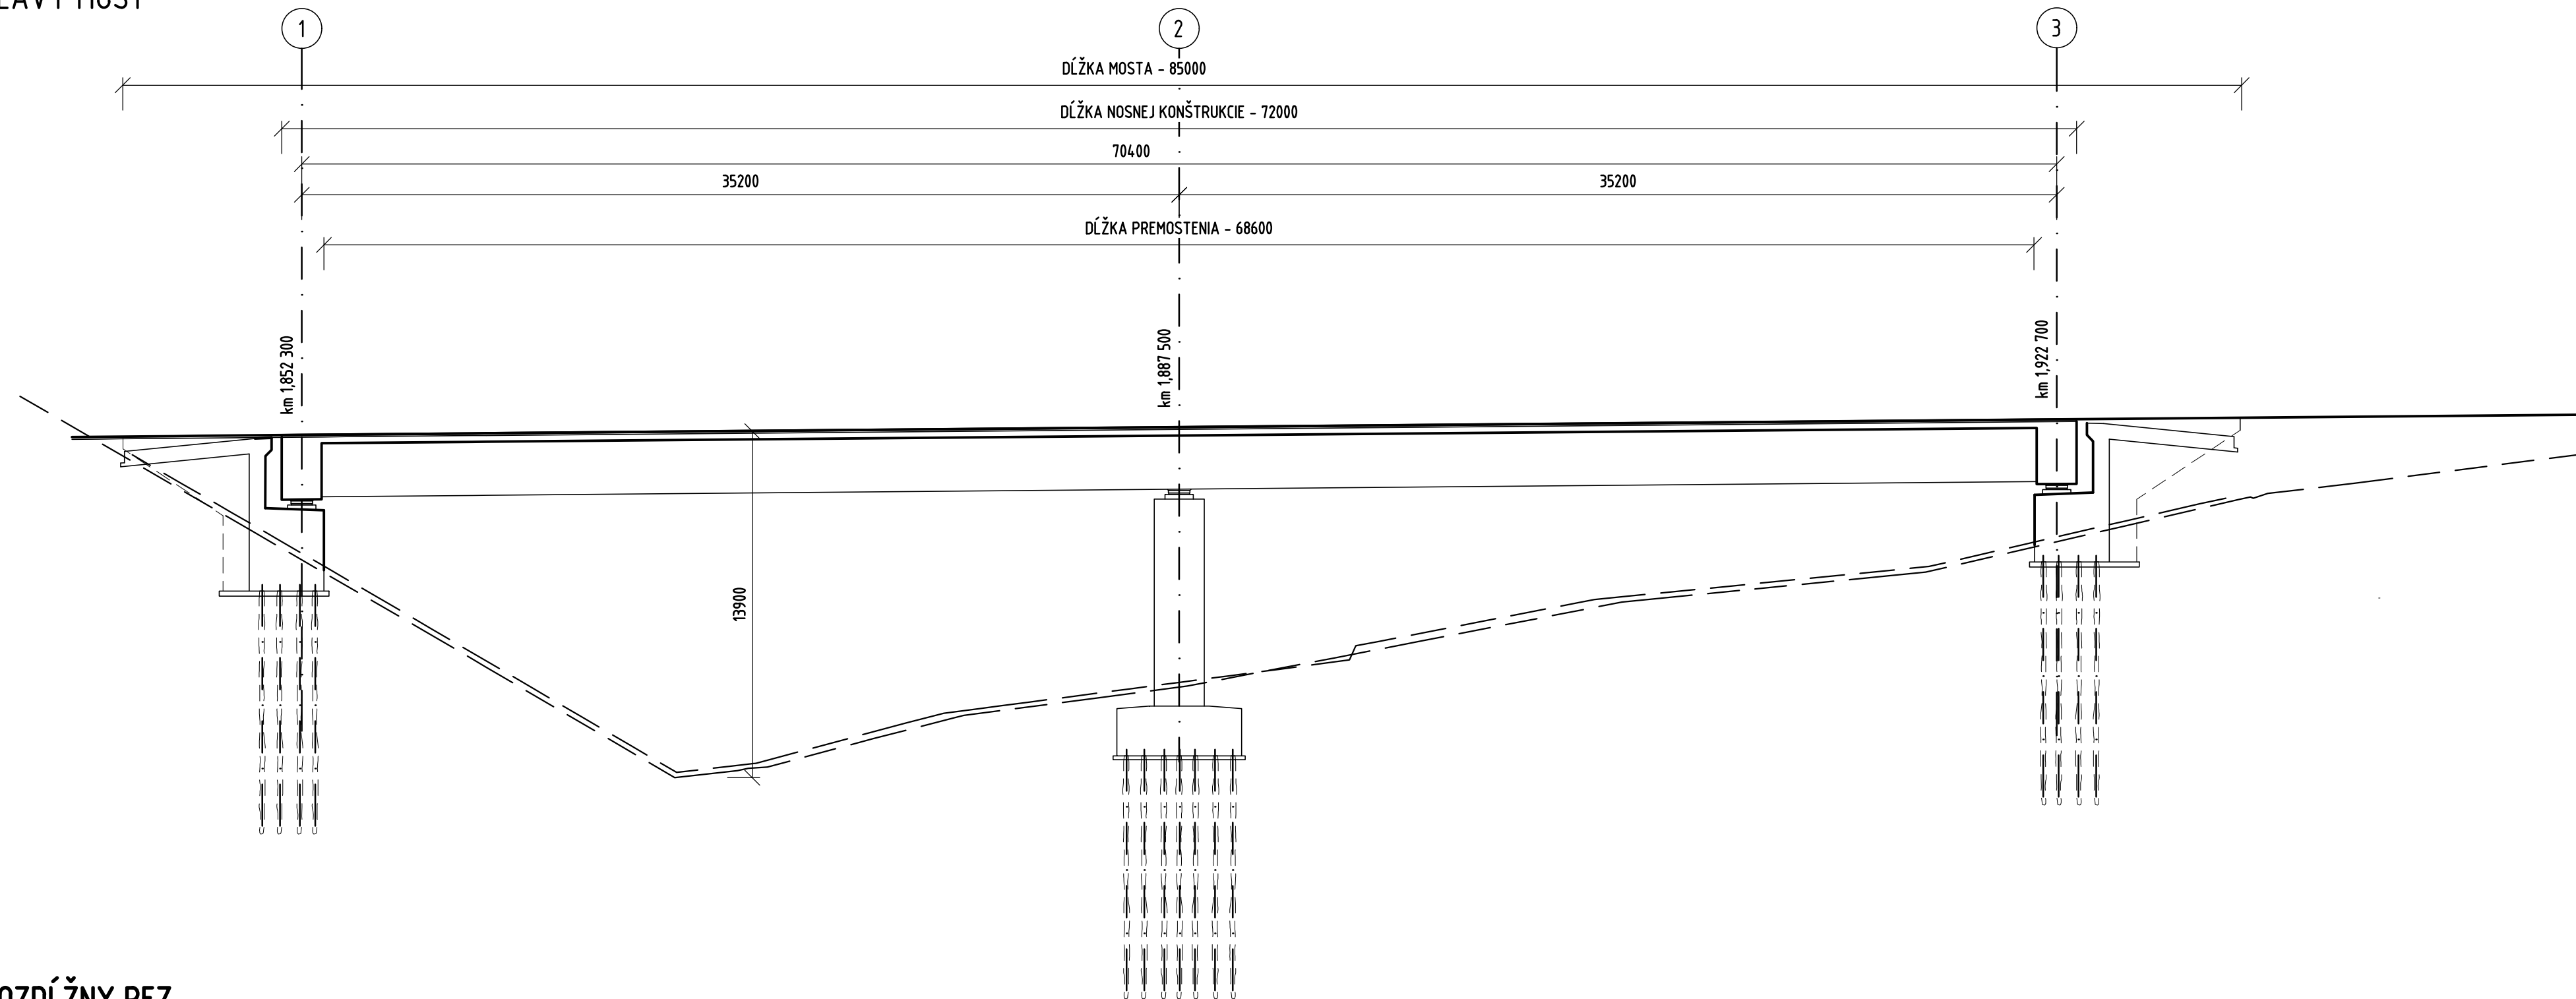 1 2 3
DĹŽKA MOSTA - 85000
DĹŽKA NOSNEJ KONŠTRUKCIE - 72000
70400
35200 35200
DĹŽKA PREMOSTENIA - 68600
km 1,852 300
km 1,887 500
km 1,922 700
13900